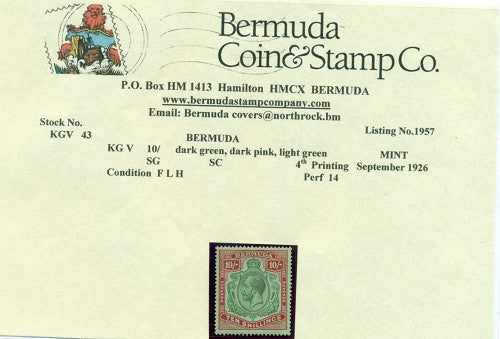 Bermuda
Coin&Stamp Co.
P.O. Box HM 1413 Hamilton HMCX BERMUDA
www.bermudastampcompany.com/
Email: Bermuda covers@northrock.bm
Stock No.
Listing No.1957
KGV 43
BERMUDA
KG V 10/ dark green, dark pink, light green MINT
SG SC 4th Printing September 1926
Condition F L H Perf 14
BERMUDA
10/- 10/-
TEN SHILLINGS